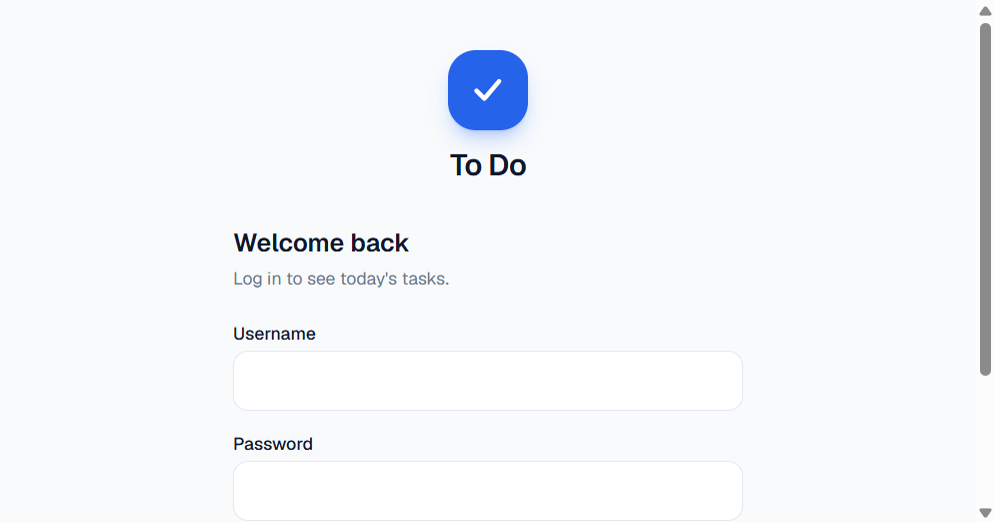 To Do
Welcome back
Log in to see today's tasks.
Username
Password